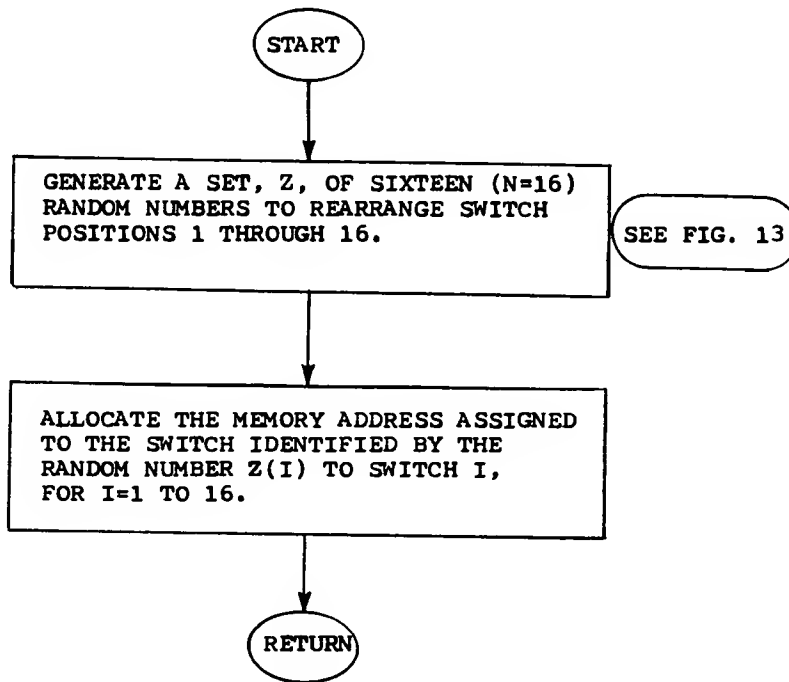 START
GENERATE A SET, Z, OF SIXTEEN (N=16)
RANDOM NUMBERS TO REARRANGE SWITCH
POSITIONS 1 THROUGH 16.
SEE FIG. 13
ALLOCATE THE MEMORY ADDRESS ASSIGNED
TO THE SWITCH IDENTIFIED BY THE
RANDOM NUMBER Z(I) TO SWITCH I,
FOR I=1 TO 16.
RETURN